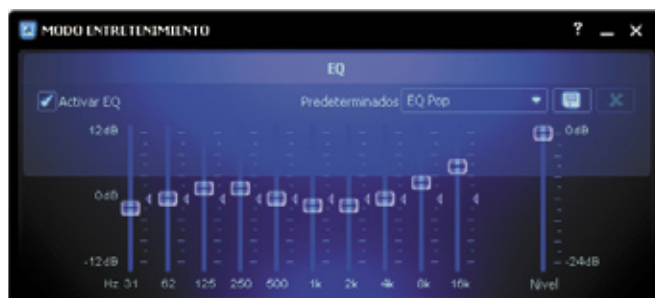 MODO ENTRETENIMIENTO ? _ X
EQ
Activar EQ Predeterminados EQ Pop
12dB 0dB
0dB
-12dB -24dB
Hz 31 62 125 250 500 1k 2k 4k 8k 16k Nivel